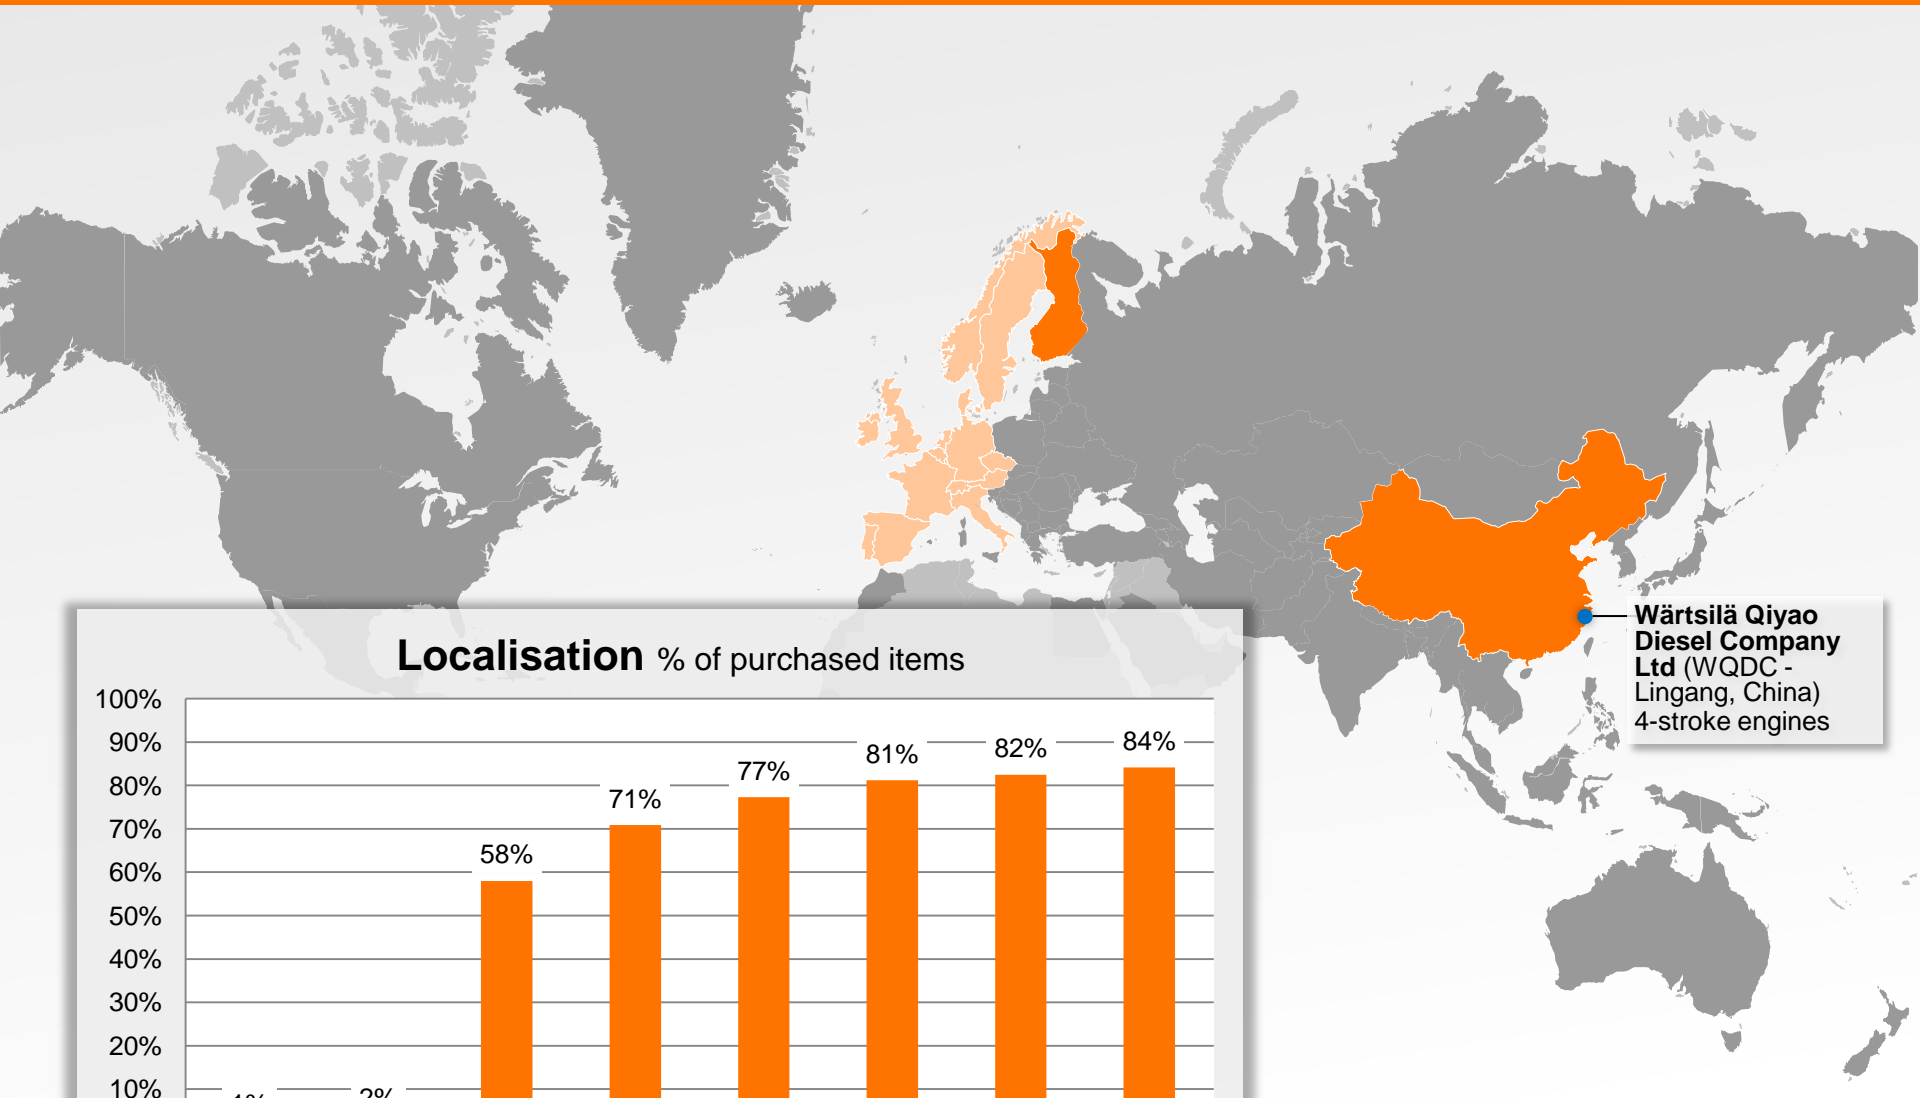 Wärtsilä Qiyao
Diesel Company
Ltd (WQDC -
Lingang, China)
4-stroke engines
Localisation % of purchased items
100%
90%
80%
70%
60%
50%
40%
30%
20%
10%
2%
58%
71%
77%
81%
82%
84%